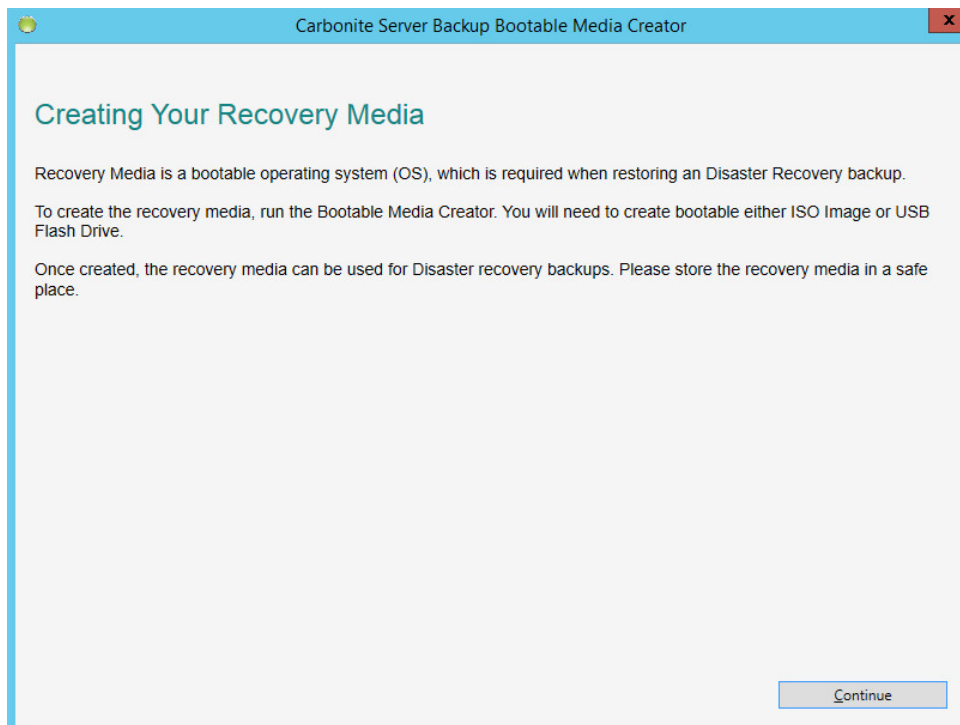 Carbonite Server Backup Bootable Media Creator
x
Creating Your Recovery Media
Recovery Media is a bootable operating system (OS), which is required when restoring an Disaster Recovery backup.
To create the recovery media, run the Bootable Media Creator. You will need to create bootable either ISO Image or USB
Flash Drive.
Once created, the recovery media can be used for Disaster recovery backups. Please store the recovery media in a safe
place.
Continue